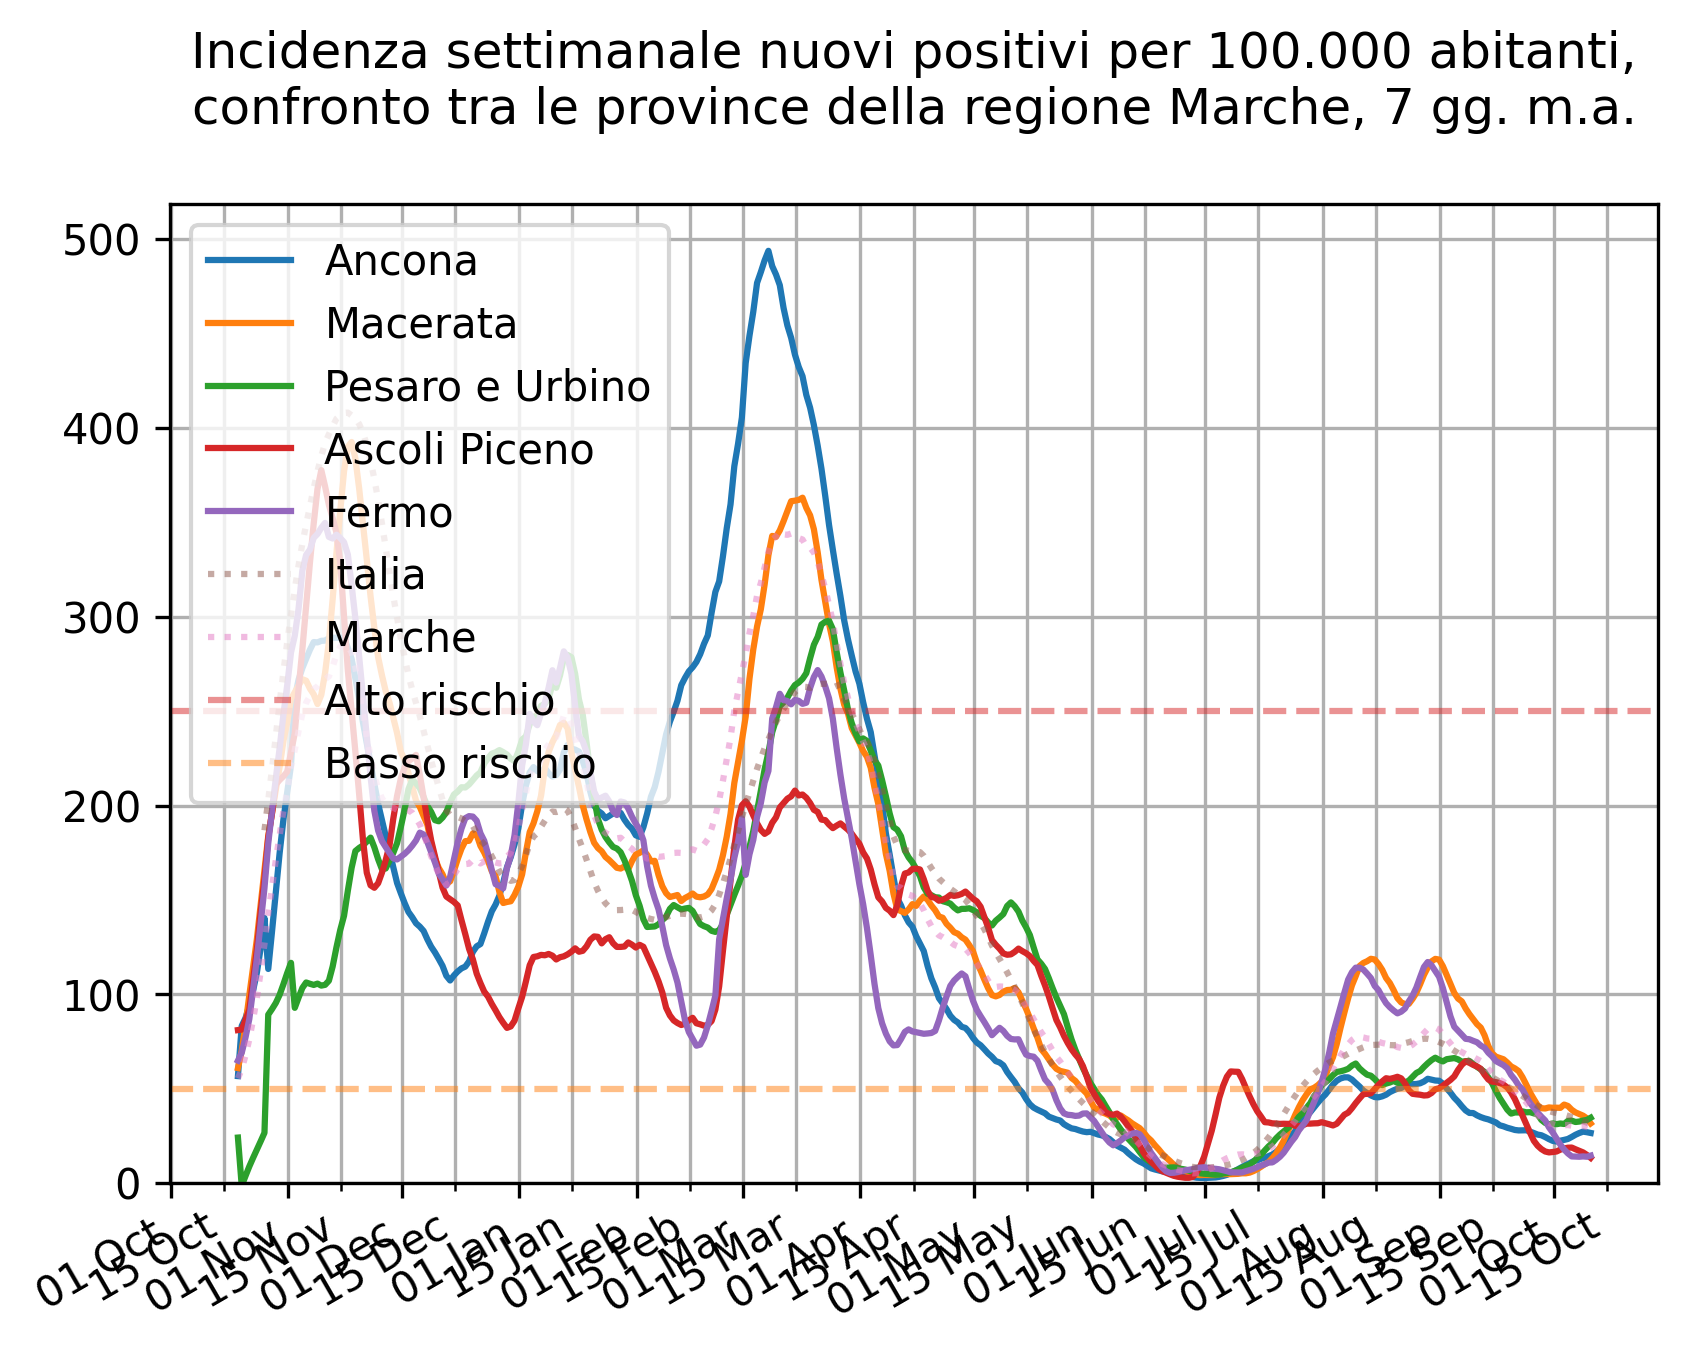 Incidenza settimanale nuovi positivi per 100.000 abitanti,
confronto tra le province della regione Marche, 7 gg. m.a.
500
400
300
200
100
0
Ancona
Macerata
Pesaro e Urbino
Ascoli Piceno
Fermo
Italia
Marche
Alto rischio
Basso rischio
01 Oct
15 Oct
01 Nov
15 Nov
01 Dec
15 Dec
01 Jan
15 Jan
01 Feb
15 Feb
01 Mar
15 Mar
01 Apr
15 Apr
01 May
15 May
01 Jun
15 Jun
01 Jul
15 Jul
01 Aug
15 Aug
01 Sep
15 Sep
01 Oct
15 Oct